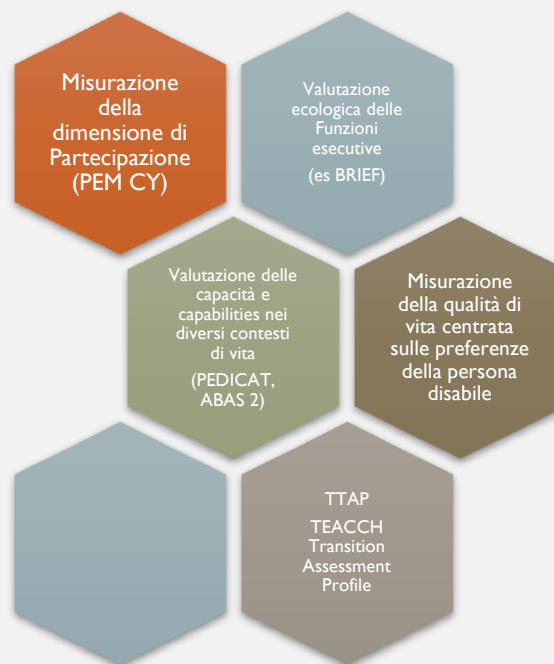 Misurazione
della
dimensione di
Partecipazione
(PEM CY)
Valutazione
ecologica delle
Funzioni
esecutive
(es BRIEF)
Valutazione delle
capacità e
capabilities nei
diversi contesti
di vita
(PEDICAT,
ABAS 2)
Misurazione
della qualità di
vita centrata
sulle preferenze
della persona
disabile
TTAP
TEACCH
Transition
Assessment
Profile